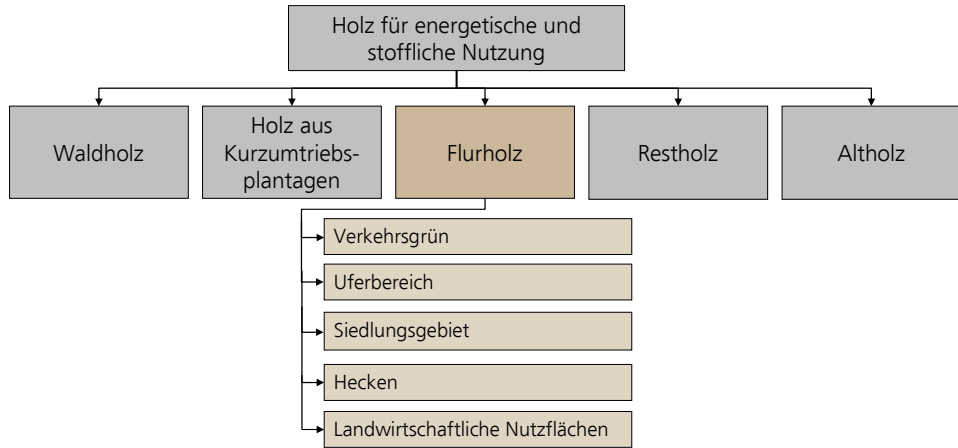 Holz für energetische und
stoffliche Nutzung
Waldholz
Holz aus
Kurzumtriebs-
plantagen
Flurholz
Restholz
Altholz
Verkehrsgrün
Uferbereich
Siedlungsgebiet
Hecken
Landwirtschaftliche Nutzflächen